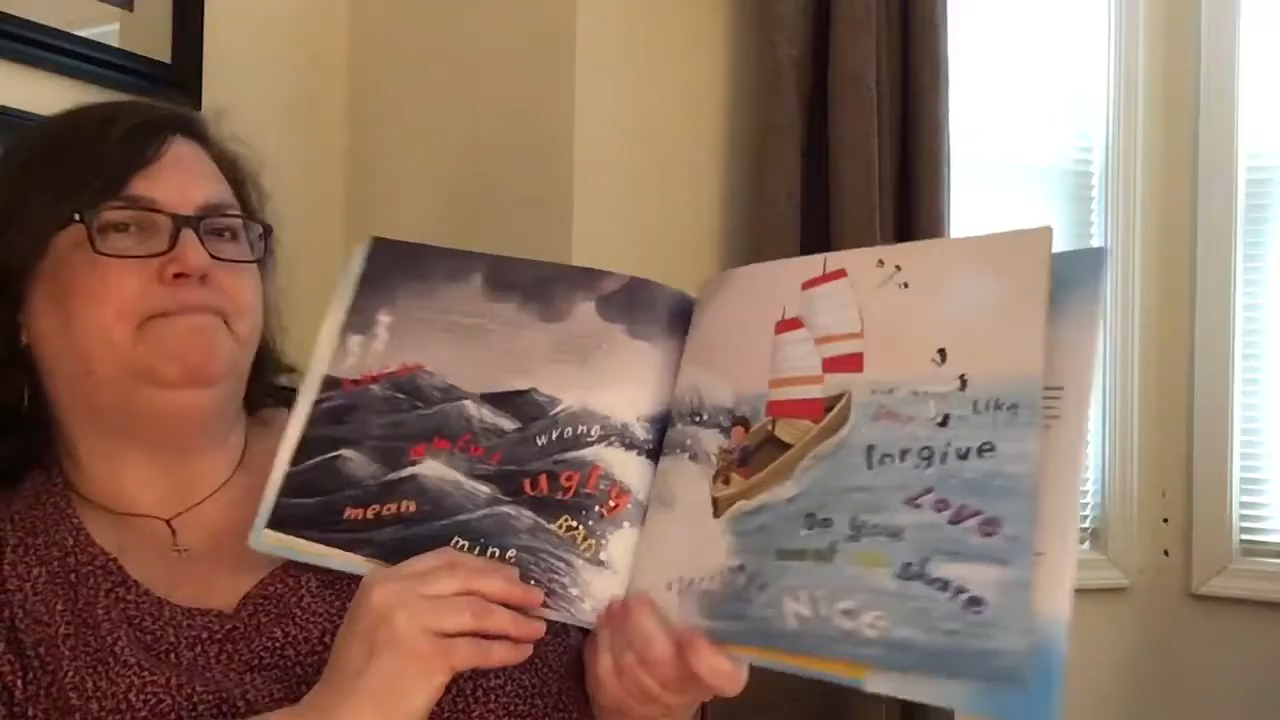 awful
wrong
ugly
mean
BAD
mine
Like
forgive
Love
Do you
share
Nice